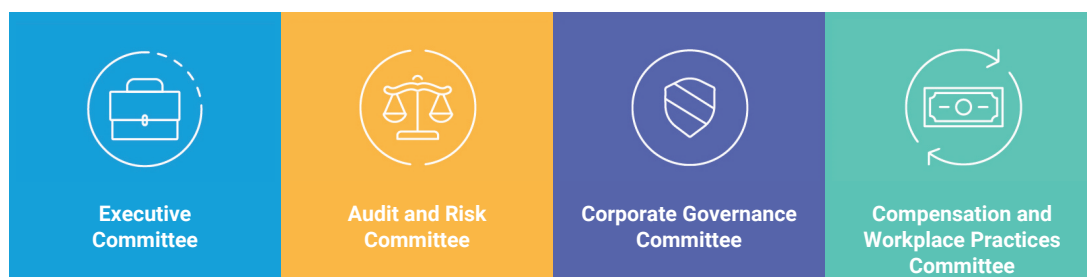 Executive
Committee
Audit and Risk
Committee
Corporate Governance
Committee
Compensation and
Workplace Practices
Committee